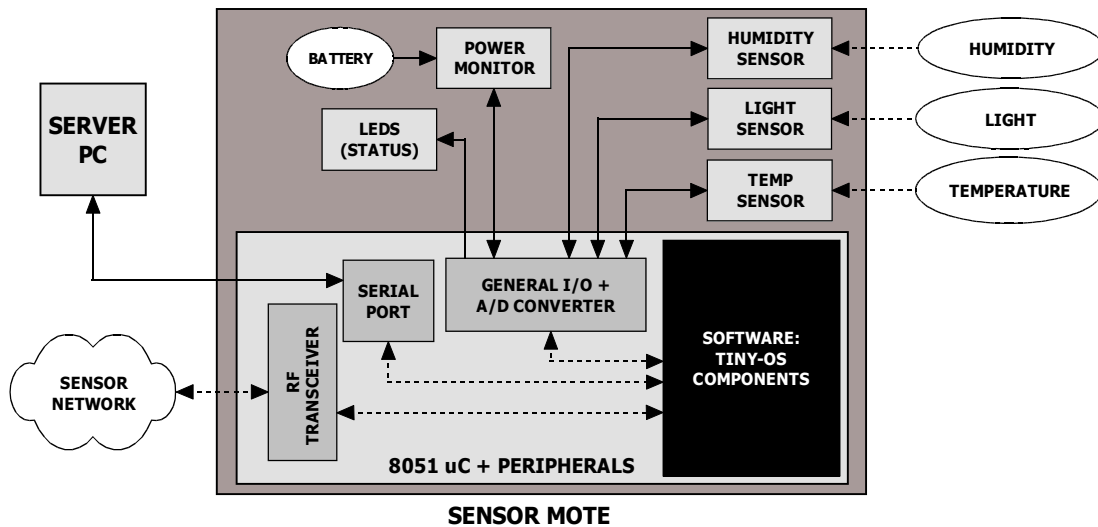 BATTERY
POWER
MONITOR
HUMIDITY
SENSOR
HUMIDITY
LEDS
(STATUS)
LIGHT
SENSOR
LIGHT
SERVER
PC
TEMP
SENSOR
TEMPERATURE
SERIAL
PORT
GENERAL I/O +
A/D CONVERTER
RF
TRANSCEIVER
SOFTWARE:
TINY-OS
COMPONENTS
SENSOR
NETWORK
8051 uC + PERIPHERALS
SENSOR MOTE